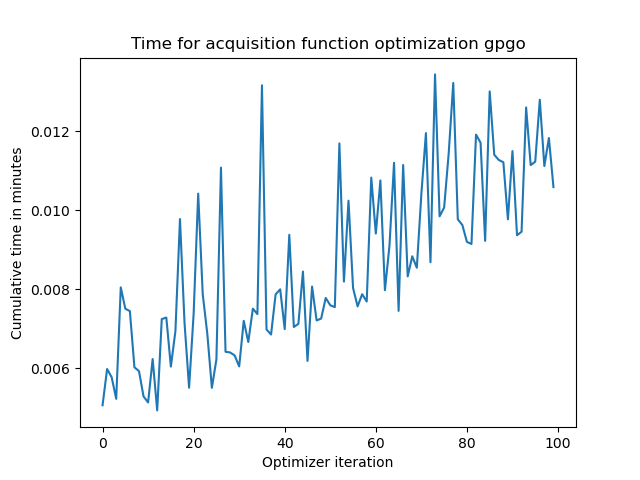 Time for acquisition function optimization gpgo
Cumulative time in minutes
0.012
0.010
0.008
0.006
0 20 40 60 80 100
Optimizer iteration